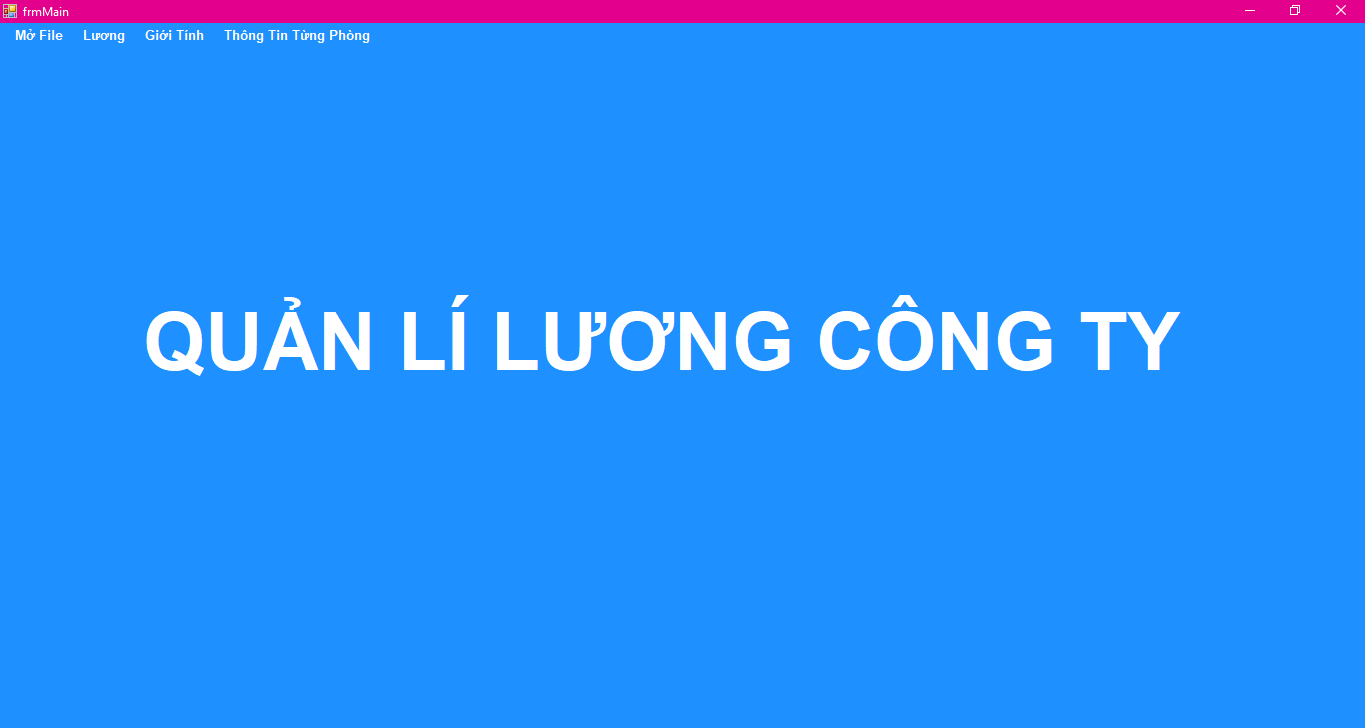 frmMain
Mở File Lương Giới Tính Thông Tin Từng Phòng
QUẢN LÍ LƯƠNG CÔNG TY